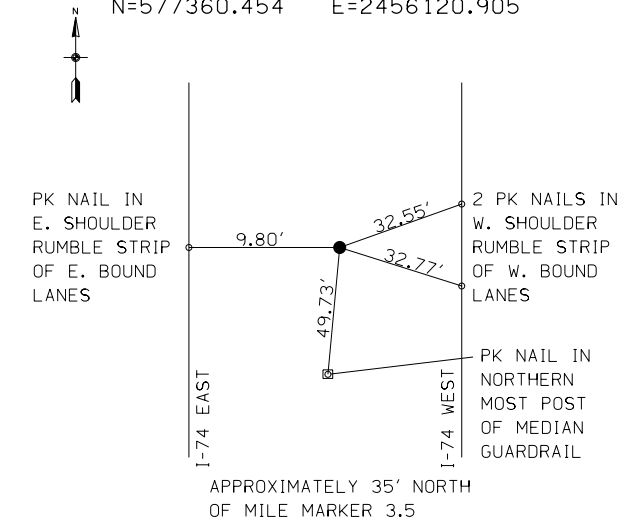 N=577360.454 E=2456120.905
N
PK NAIL IN
E. SHOULDER
RUMBLE STRIP
OF E. BOUND
LANES
9.80'
32.55'
32.77'
49.73'
2 PK NAILS IN
W. SHOULDER
RUMBLE STRIP
OF W. BOUND
LANES
PK NAIL IN
NORTHERN
MOST POST
OF MEDIAN
GUARDRAIL
I-74 EAST
I-74 WEST
APPROXIMATELY 35' NORTH
OF MILE MARKER 3.5